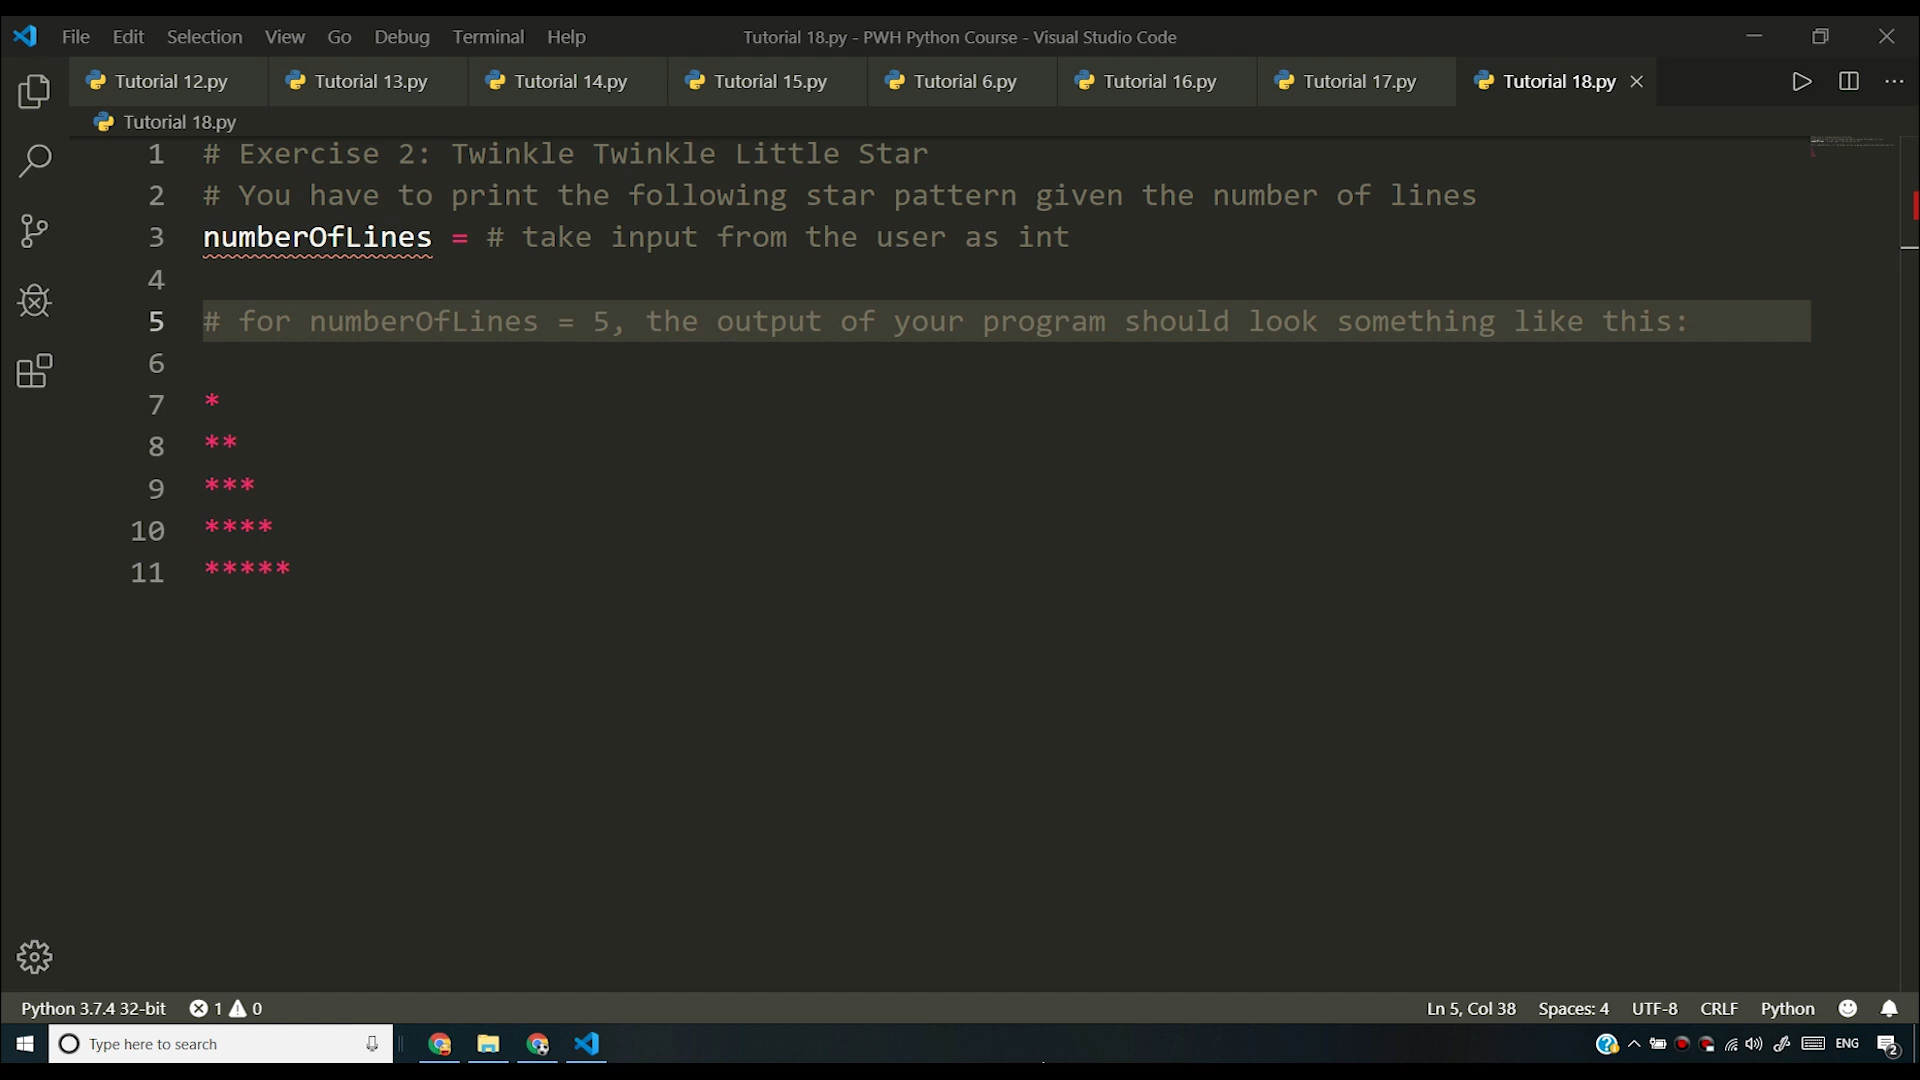 File Edit Selection View Go Debug Terminal Help Tutorial 18.py - PWH Python Course - Visual Studio Code
Tutorial 12.py Tutorial 13.py Tutorial 14.py Tutorial 15.py Tutorial 6.py Tutorial 16.py Tutorial 17.py Tutorial 18.py
Tutorial 18.py
1 # Exercise 2: Twinkle Twinkle Little Star
2 # You have to print the following star pattern given the number of lines
3 numberOfLines = # take input from the user as int
4
5 # for numberOfLines = 5, the output of your program should look something like this:
6
7 *
8 **
9 ***
10 ****
11 *****
Python 3.7.4 32-bit 1 0 Ln 5, Col 38 Spaces: 4 UTF-8 CRLF Python
Type here to search ENG 2